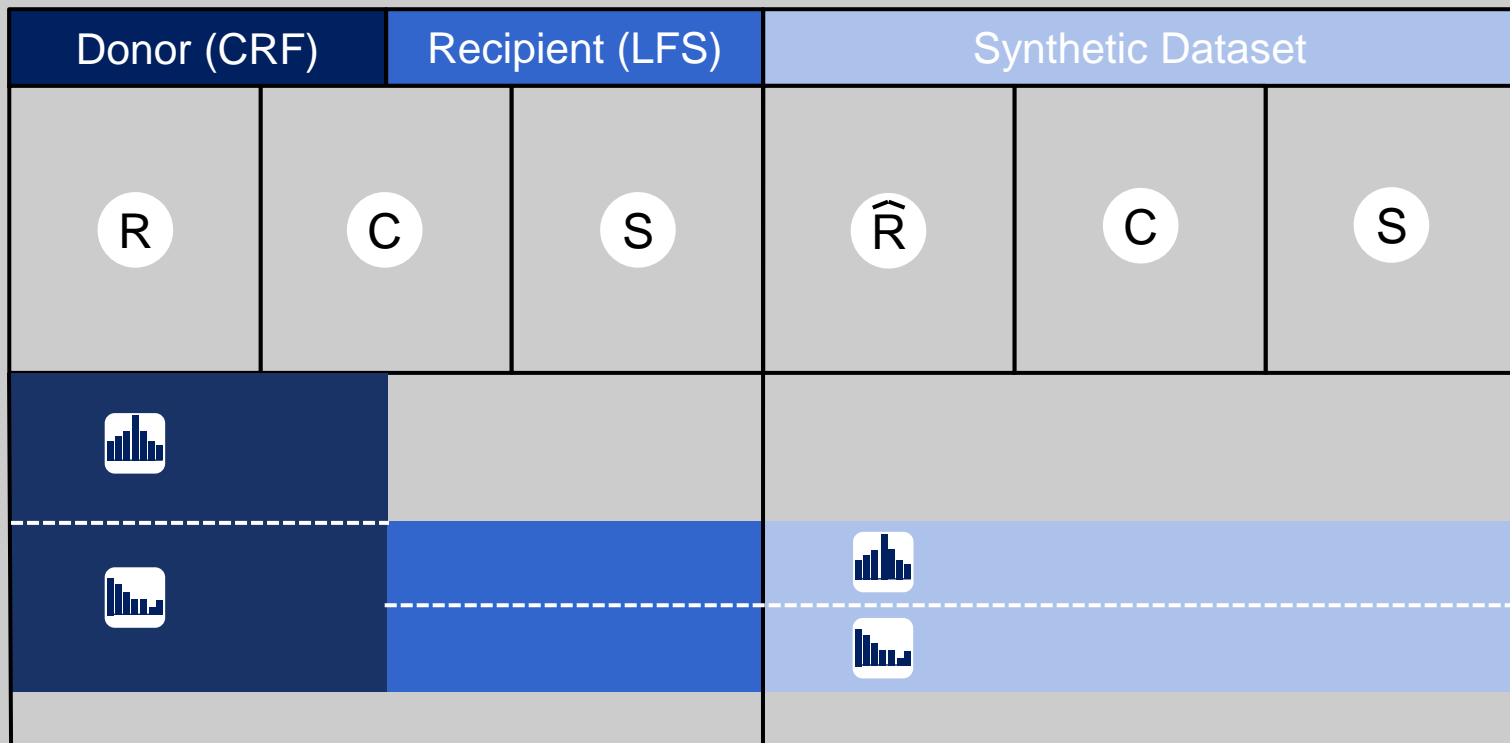 Donor (CRF) Recipient (LFS) Synthetic Dataset
R C S R̂ C S